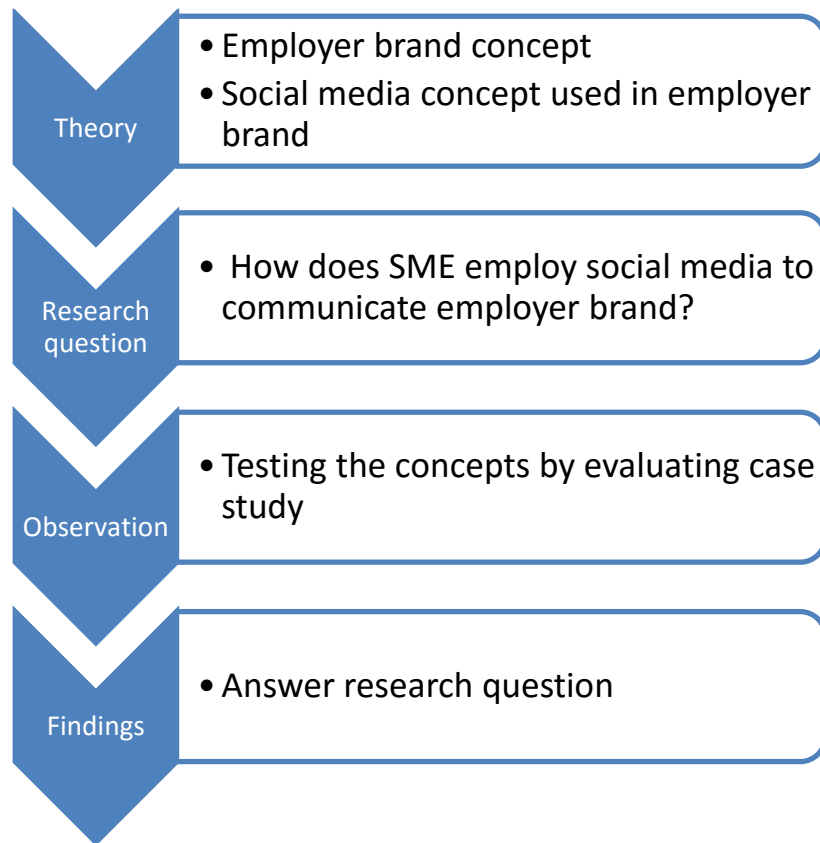 Theory
• Employer brand concept
• Social media concept used in employer
brand
Research
question
• How does SME employ social media to
communicate employer brand?
Observation
• Testing the concepts by evaluating case
study
Findings
• Answer research question